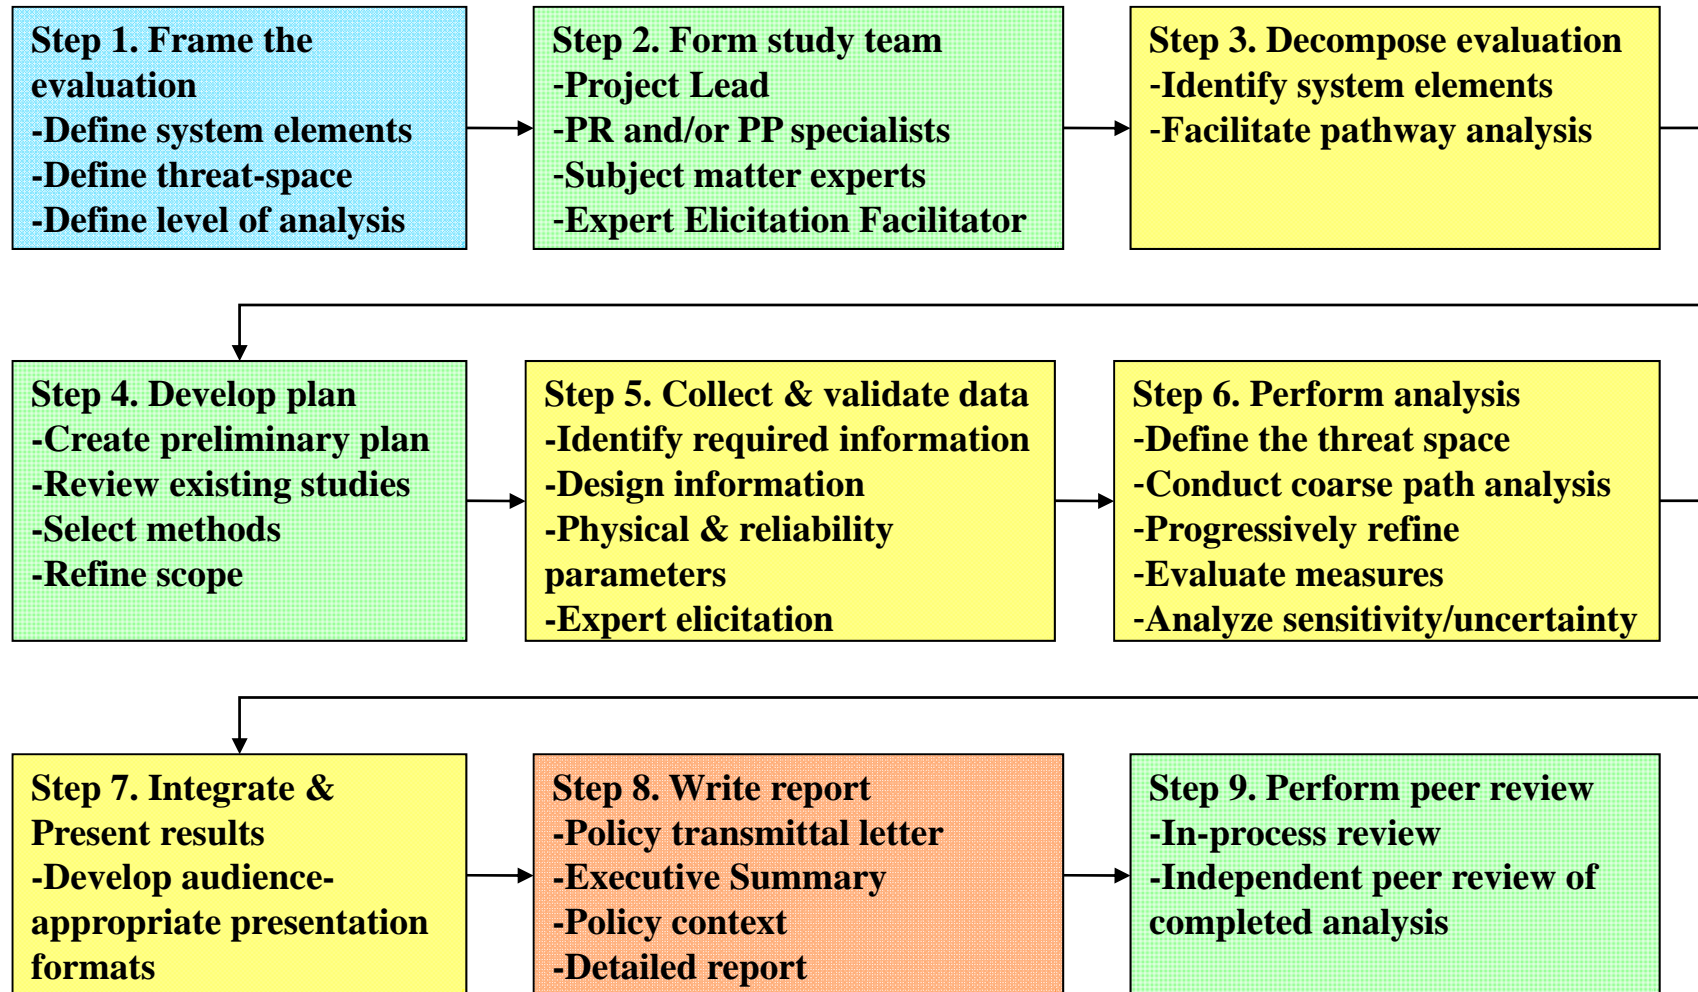 Step 1. Frame the
evaluation
-Define system elements
-Define threat-space
-Define level of analysis
Step 2. Form study team
-Project Lead
-PR and/or PP specialists
-Subject matter experts
-Expert Elicitation Facilitator
Step 3. Decompose evaluation
-Identify system elements
-Facilitate pathway analysis
Step 4. Develop plan
-Create preliminary plan
-Review existing studies
-Select methods
-Refine scope
Step 5. Collect & validate data
-Identify required information
-Design information
-Physical & reliability
parameters
-Expert elicitation
Step 6. Perform analysis
-Define the threat space
-Conduct coarse path analysis
-Progressively refine
-Evaluate measures
-Analyze sensitivity/uncertainty
Step 7. Integrate &
Present results
-Develop audience-
appropriate presentation
formats
Step 8. Write report
-Policy transmittal letter
-Executive Summary
-Policy context
-Detailed report
Step 9. Perform peer review
-In-process review
-Independent peer review of
completed analysis